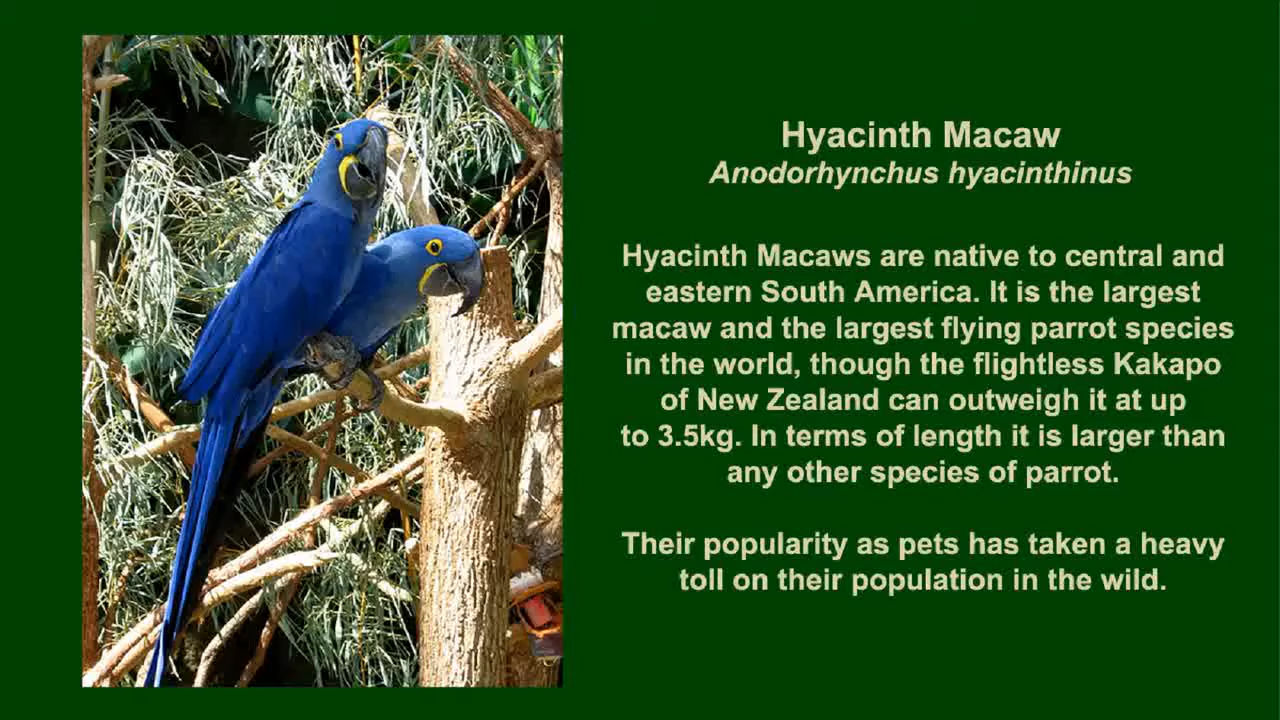 Hyacinth Macaw
Anodorhynchus hyacinthinus
Hyacinth Macaws are native to central and
eastern South America. It is the largest
macaw and the largest flying parrot species
in the world, though the flightless Kakapo
of New Zealand can outweigh it at up
to 3.5kg. In terms of length it is larger than
any other species of parrot.
Their popularity as pets has taken a heavy
toll on their population in the wild.